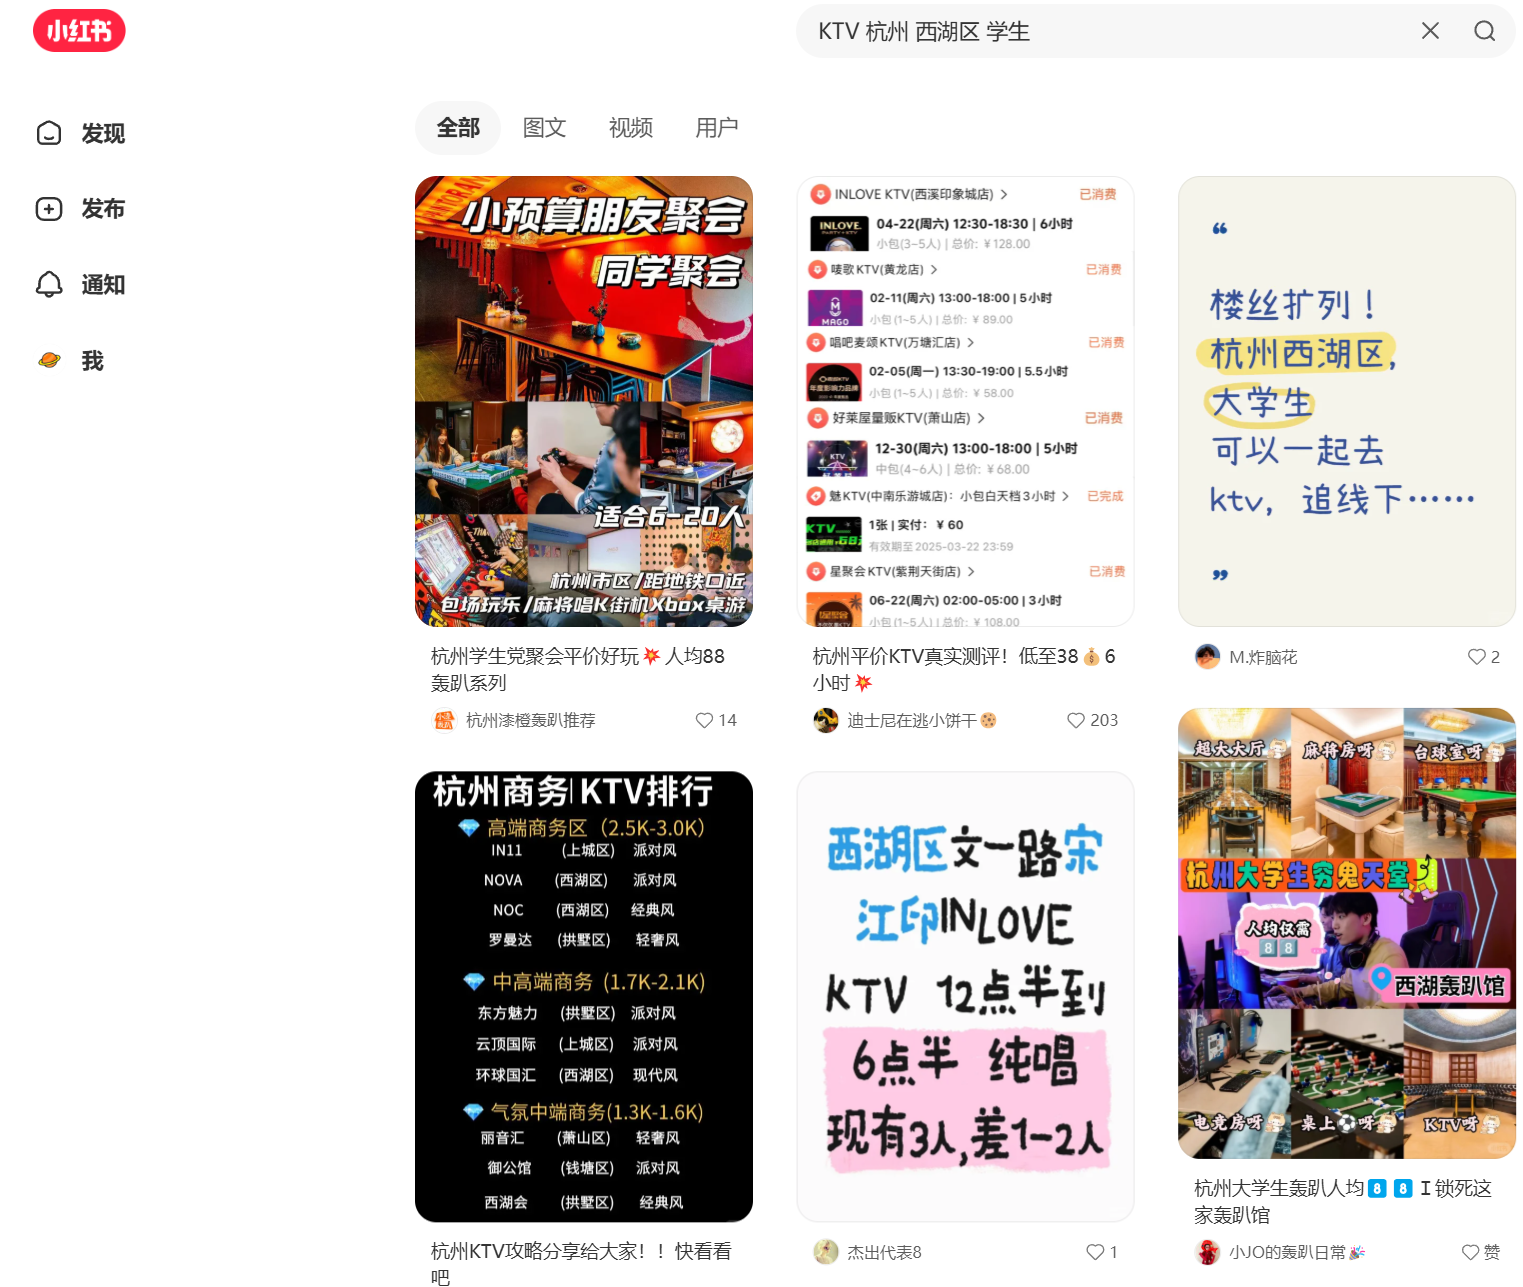 小红书
KTV 杭州 西湖区 学生
发现
发布
通知
我
全部
图文
视频
用户
小预算朋友聚会
同学聚会
适合6-20人
杭州市区/距地铁口近
包场玩乐/麻将唱K街机Xbox桌游
杭州学生党聚会平价好玩💥人均88
轰趴系列
杭州漆橙轰趴推荐
14
INLOVE KTV(西溪印象城店) >
已消费
INLOVE
PARTY•KTV
04-22(周六) 12:30-18:30 | 6小时
小包(3~5人) | 总价: ¥128.00
唛歌KTV(黄龙店) >
已消费
MAGO
02-11(周六) 13:00-18:00 | 5小时
小包(1~5人) | 总价: ¥ 89.00
唱吧麦颂KTV(万塘汇店) >
已消费
年度影响力品牌
02-05(周一) 13:30-19:00 | 5.5小时
小包(1~5人) | 总价: ¥ 58.00
好莱屋量贩KTV(萧山店) >
已消费
KTV
12-30(周六) 13:00-18:00 | 5小时
中包(4~6人) | 总价: ¥68.00
魅KTV(中南乐游城店): 小包白天档3小时 >
已完成
KTV
1张 | 实付: ¥ 60
有效期至2025-03-22 23:59
星聚会KTV(紫荆天街店) >
已消费
06-22(周六) 02:00-05:00 | 3小时
小包(1~5人) | 总价: ¥ 108.00
杭州平价KTV真实测评！低至38💰6
小时💥
迪士尼在逃小饼干🍪
203
“
楼丝扩列！
杭州西湖区，
大学生
可以一起去
ktv，追线下……
”
M.炸脑花
2
杭州商务KTV排行
💎 高端商务区（2.5K-3.0K）
IN11 (上城区) 派对风
NOVA (西湖区) 派对风
NOC (西湖区) 经典风
罗曼达 (拱墅区) 轻奢风
💎 中高端商务 (1.7K-2.1K)
东方魅力 (拱墅区) 派对风
云顶国际 (上城区) 派对风
环球国汇 (西湖区) 现代风
💎 气氛中端商务(1.3K-1.6K)
丽音汇 (萧山区) 轻奢风
御公馆 (钱塘区) 派对风
西湖会 (拱墅区) 经典风
杭州KTV攻略分享给大家！！快看看
吧
西湖区文一路宋
江印INLOVE
KTV 12点半到
6点半 纯唱
现有3人,差1-2人
杰出代表8
1
超大大厅
麻将房呀
台球室呀
杭州大学生穷鬼天堂
人均仅需
88
西湖轰趴馆
电竞房呀
桌上⚽呀
KTV呀
杭州大学生轰趴人均8️⃣8️⃣ I 锁死这
家轰趴馆
小JO的轰趴日常🎉
赞